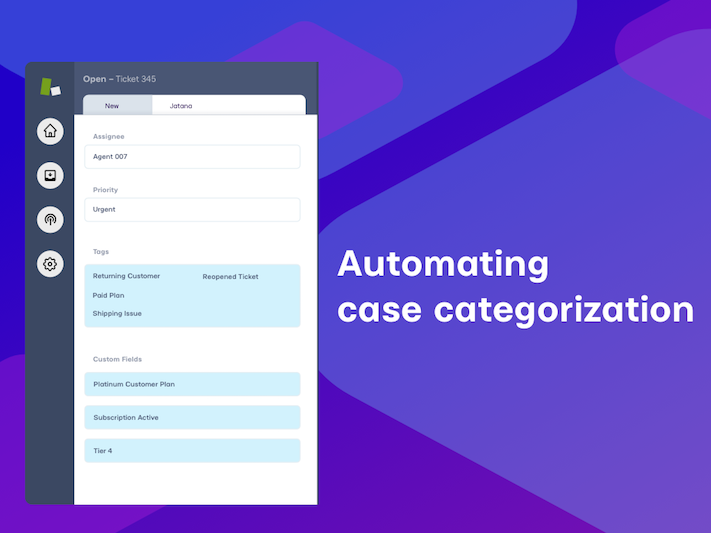 Open – Ticket 345
New
Jatana
Assignee
Agent 007
Priority
Urgent
Tags
Returning Customer
Reopened Ticket
Paid Plan
Shipping Issue
Custom Fields
Platinum Customer Plan
Subscription Active
Tier 4
Automating
case categorization